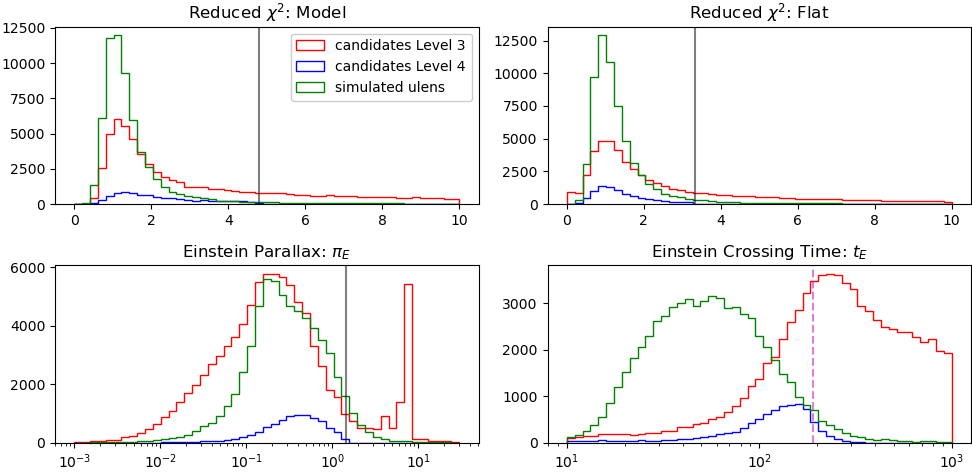 Reduced χ²: Model
12500
10000
7500
5000
2500
0
0 2 4 6 8 10
candidates Level 3
candidates Level 4
simulated ulens
Reduced χ²: Flat
12500
10000
7500
5000
2500
0
0 2 4 6 8 10
Einstein Parallax: π_E
6000
4000
2000
0
10⁻³ 10⁻² 10⁻¹ 10⁰ 10¹
Einstein Crossing Time: t_E
3000
2000
1000
0
10¹ 10² 10³